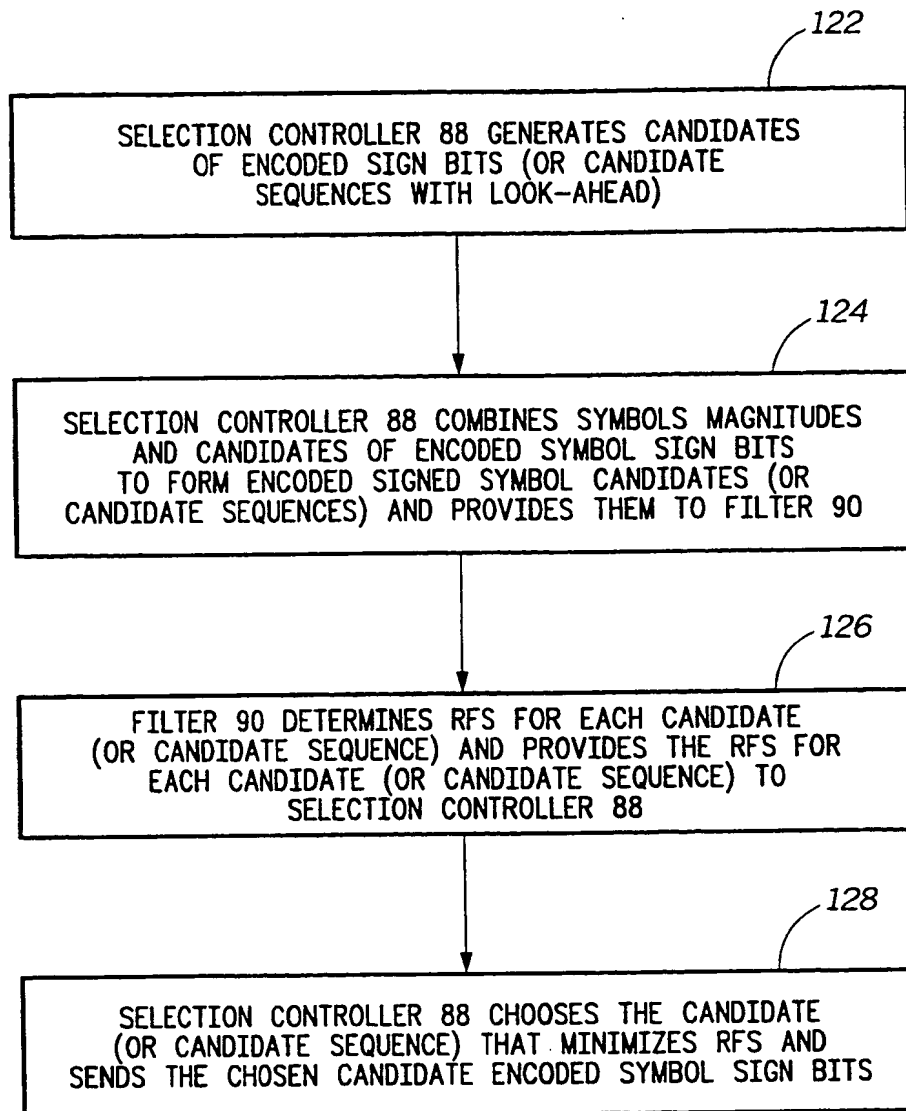 122
SELECTION CONTROLLER 88 GENERATES CANDIDATES
OF ENCODED SIGN BITS (OR CANDIDATE
SEQUENCES WITH LOOK-AHEAD)
124
SELECTION CONTROLLER 88 COMBINES SYMBOLS MAGNITUDES
AND CANDIDATES OF ENCODED SYMBOL SIGN BITS
TO FORM ENCODED SIGNED SYMBOL CANDIDATES (OR
CANDIDATE SEQUENCES) AND PROVIDES THEM TO FILTER 90
126
FILTER 90 DETERMINES RFS FOR EACH CANDIDATE
(OR CANDIDATE SEQUENCE) AND PROVIDES THE RFS FOR
EACH CANDIDATE (OR CANDIDATE SEQUENCE) TO
SELECTION CONTROLLER 88
128
SELECTION CONTROLLER 88 CHOOSES THE CANDIDATE
(OR CANDIDATE SEQUENCE) THAT MINIMIZES RFS AND
SENDS THE CHOSEN CANDIDATE ENCODED SYMBOL SIGN BITS